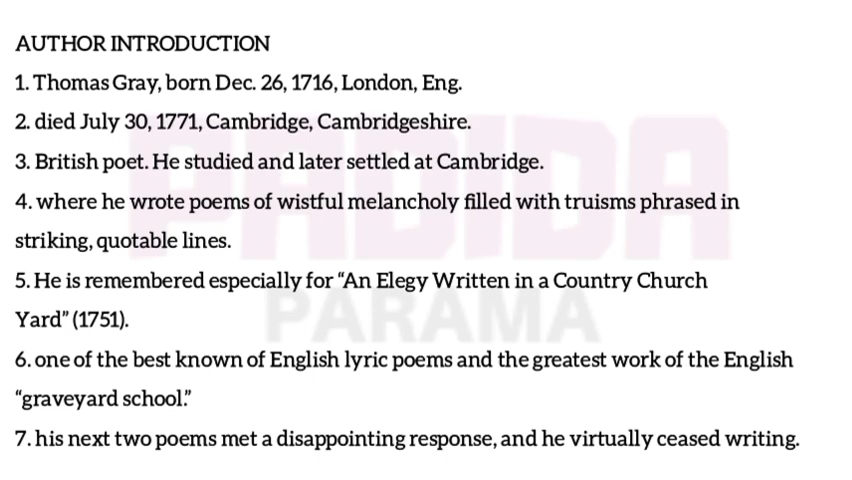 AUTHOR INTRODUCTION
1. Thomas Gray, born Dec. 26, 1716, London, Eng.
2. died July 30, 1771, Cambridge, Cambridgeshire.
3. British poet. He studied and later settled at Cambridge.
4. where he wrote poems of wistful melancholy filled with truisms phrased in
striking, quotable lines.
5. He is remembered especially for “An Elegy Written in a Country Church
Yard” (1751).
6. one of the best known of English lyric poems and the greatest work of the English
“graveyard school.”
7. his next two poems met a disappointing response, and he virtually ceased writing.
PADIDA
PARAMA